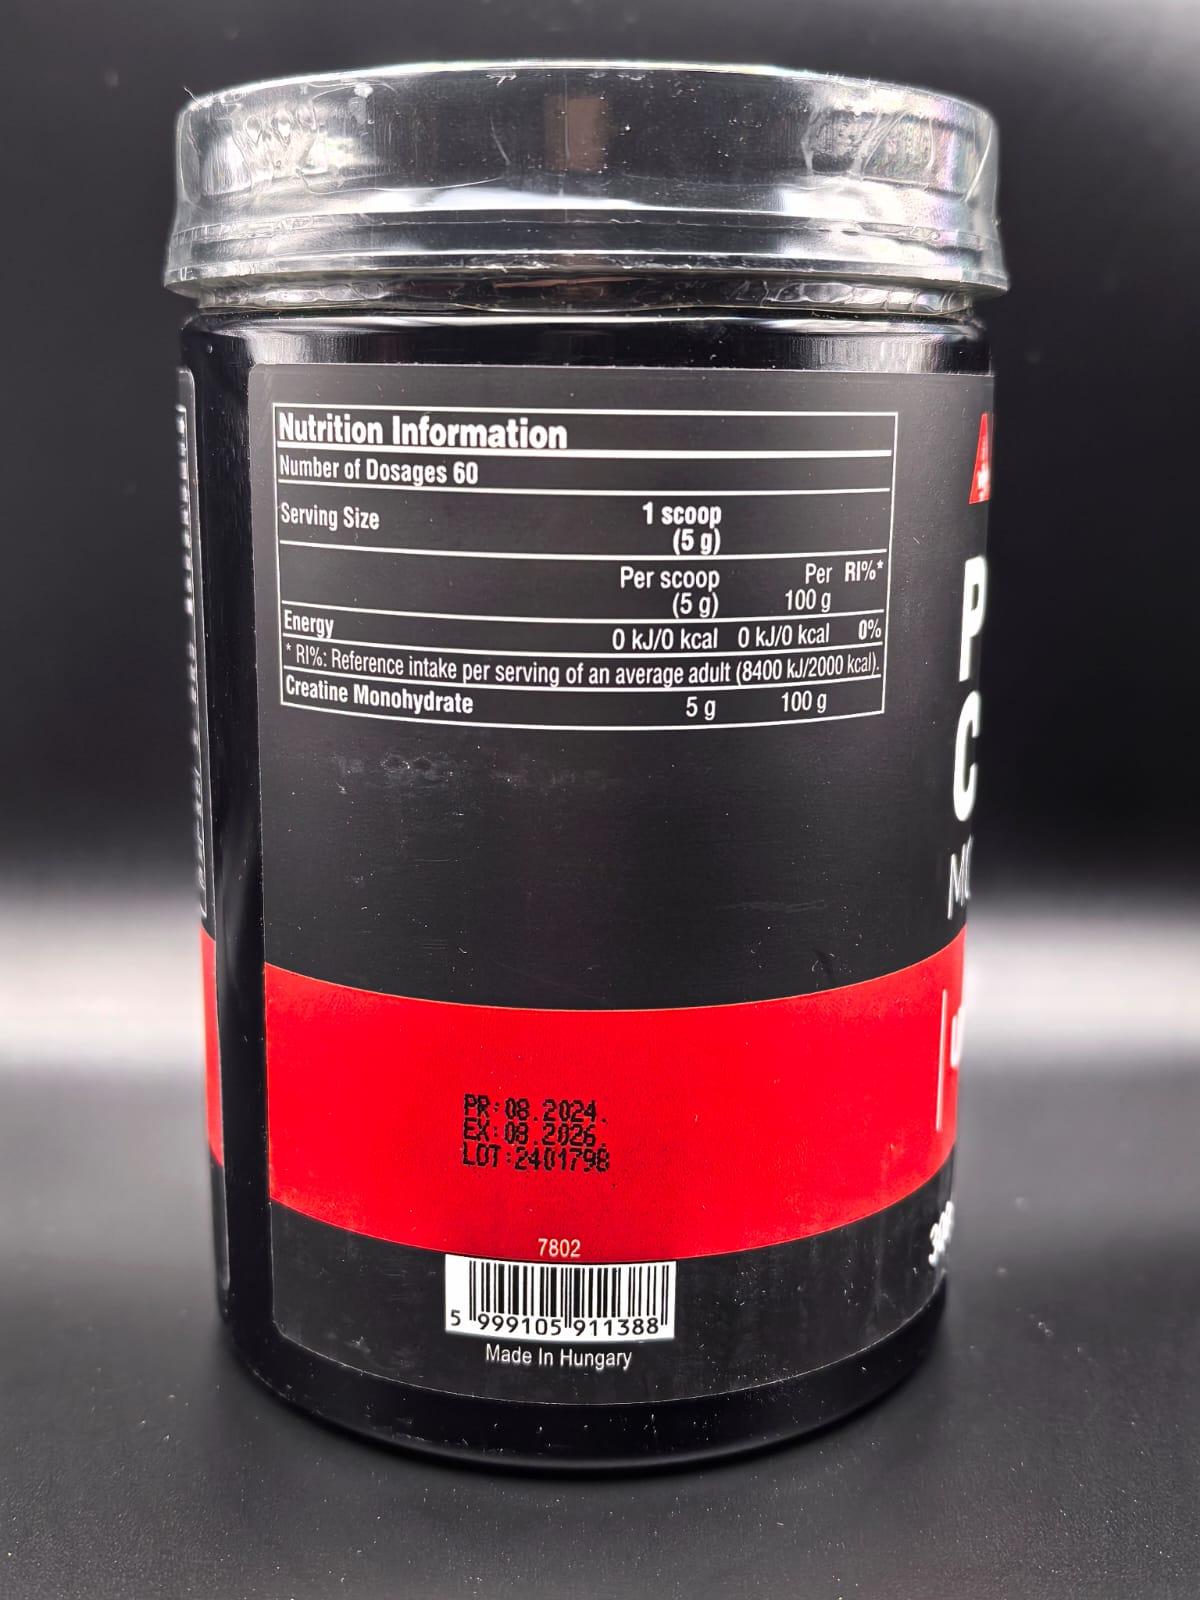 Nutrition Information
Number of Dosages 60
Serving Size 1 scoop
(5 g)
Per scoop Per RI%*
(5 g) 100 g
Energy 0 kJ/0 kcal 0 kJ/0 kcal 0%
* RI%: Reference intake per serving of an average adult (8400 kJ/2000 kcal).
Creatine Monohydrate 5 g 100 g
PR:08.2024.
EX:08.2026.
LOT:2401798
7802
5 999105 911388
Made In Hungary
P
C